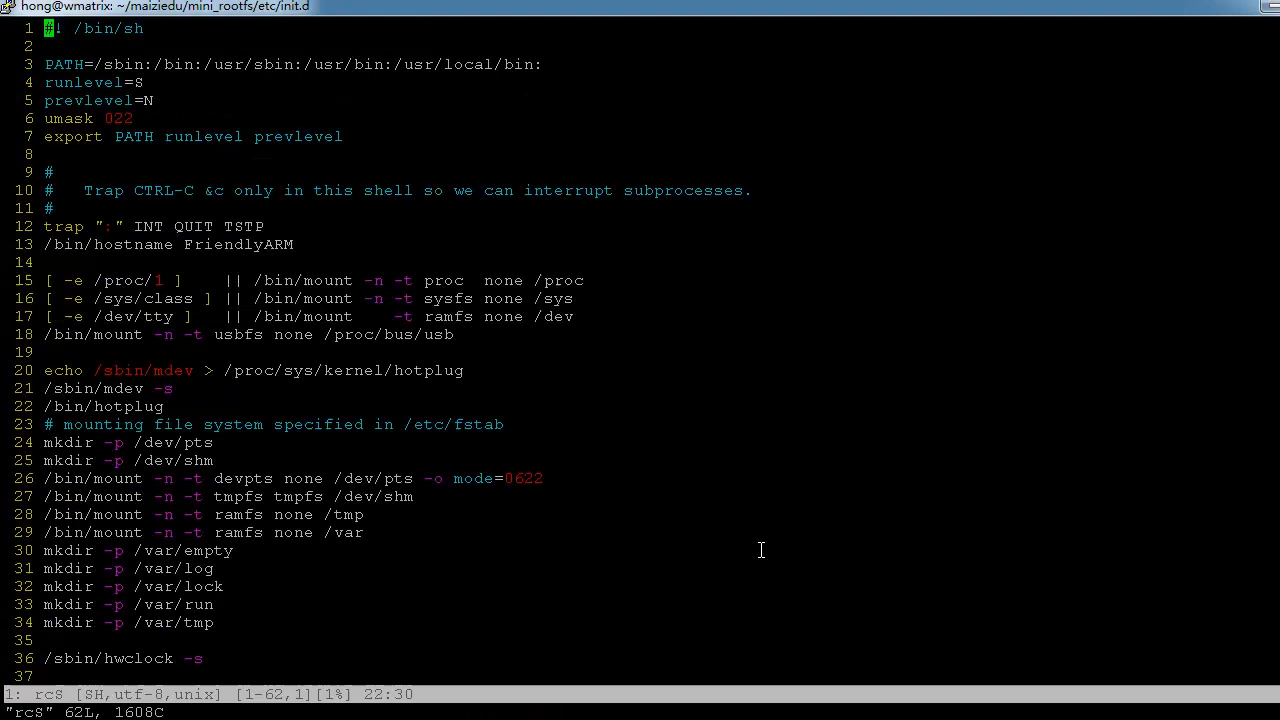 hong@wmatrix: ~/maiziedu/mini_rootfs/etc/init.d
1 #! /bin/sh
2
3 PATH=/sbin:/bin:/usr/sbin:/usr/bin:/usr/local/bin:
4 runlevel=S
5 prevlevel=N
6 umask 022
7 export PATH runlevel prevlevel
8
9 #
10 #   Trap CTRL-C &c only in this shell so we can interrupt subprocesses.
11 #
12 trap ":" INT QUIT TSTP
13 /bin/hostname FriendlyARM
14
15 [ -e /proc/1 ]    || /bin/mount -n -t proc  none /proc
16 [ -e /sys/class ] || /bin/mount -n -t sysfs none /sys
17 [ -e /dev/tty ]   || /bin/mount    -t ramfs none /dev
18 /bin/mount -n -t usbfs none /proc/bus/usb
19
20 echo /sbin/mdev > /proc/sys/kernel/hotplug
21 /sbin/mdev -s
22 /bin/hotplug
23 # mounting file system specified in /etc/fstab
24 mkdir -p /dev/pts
25 mkdir -p /dev/shm
26 /bin/mount -n -t devpts none /dev/pts -o mode=0622
27 /bin/mount -n -t tmpfs tmpfs /dev/shm
28 /bin/mount -n -t ramfs none /tmp
29 /bin/mount -n -t ramfs none /var
30 mkdir -p /var/empty
31 mkdir -p /var/log
32 mkdir -p /var/lock
33 mkdir -p /var/run
34 mkdir -p /var/tmp
35
36 /sbin/hwclock -s
37
1: rcS [SH,utf-8,unix] [1-62,1][1%] 22:30
"rcS" 62L, 1608C